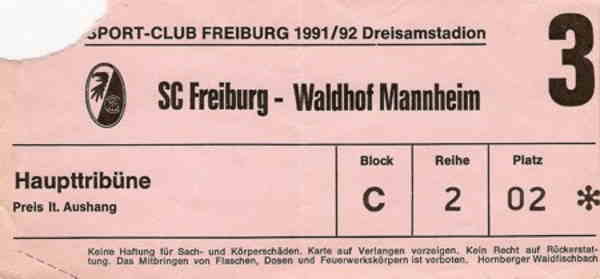 SPORT-CLUB FREIBURG 1991/92 Dreisamstadion
3
SC Freiburg - Waldhof Mannheim
Haupttribüne
Preis lt. Aushang
Block Reihe Platz
C 2 02 *
Keine Haftung für Sach- und Körperschäden. Karte auf Verlangen vorzeigen. Kein Recht auf Rückerstat-
tung. Das Mitbringen von Flaschen, Dosen und Feuerwerkskörpern ist verboten. Hornberger Waldfischbach